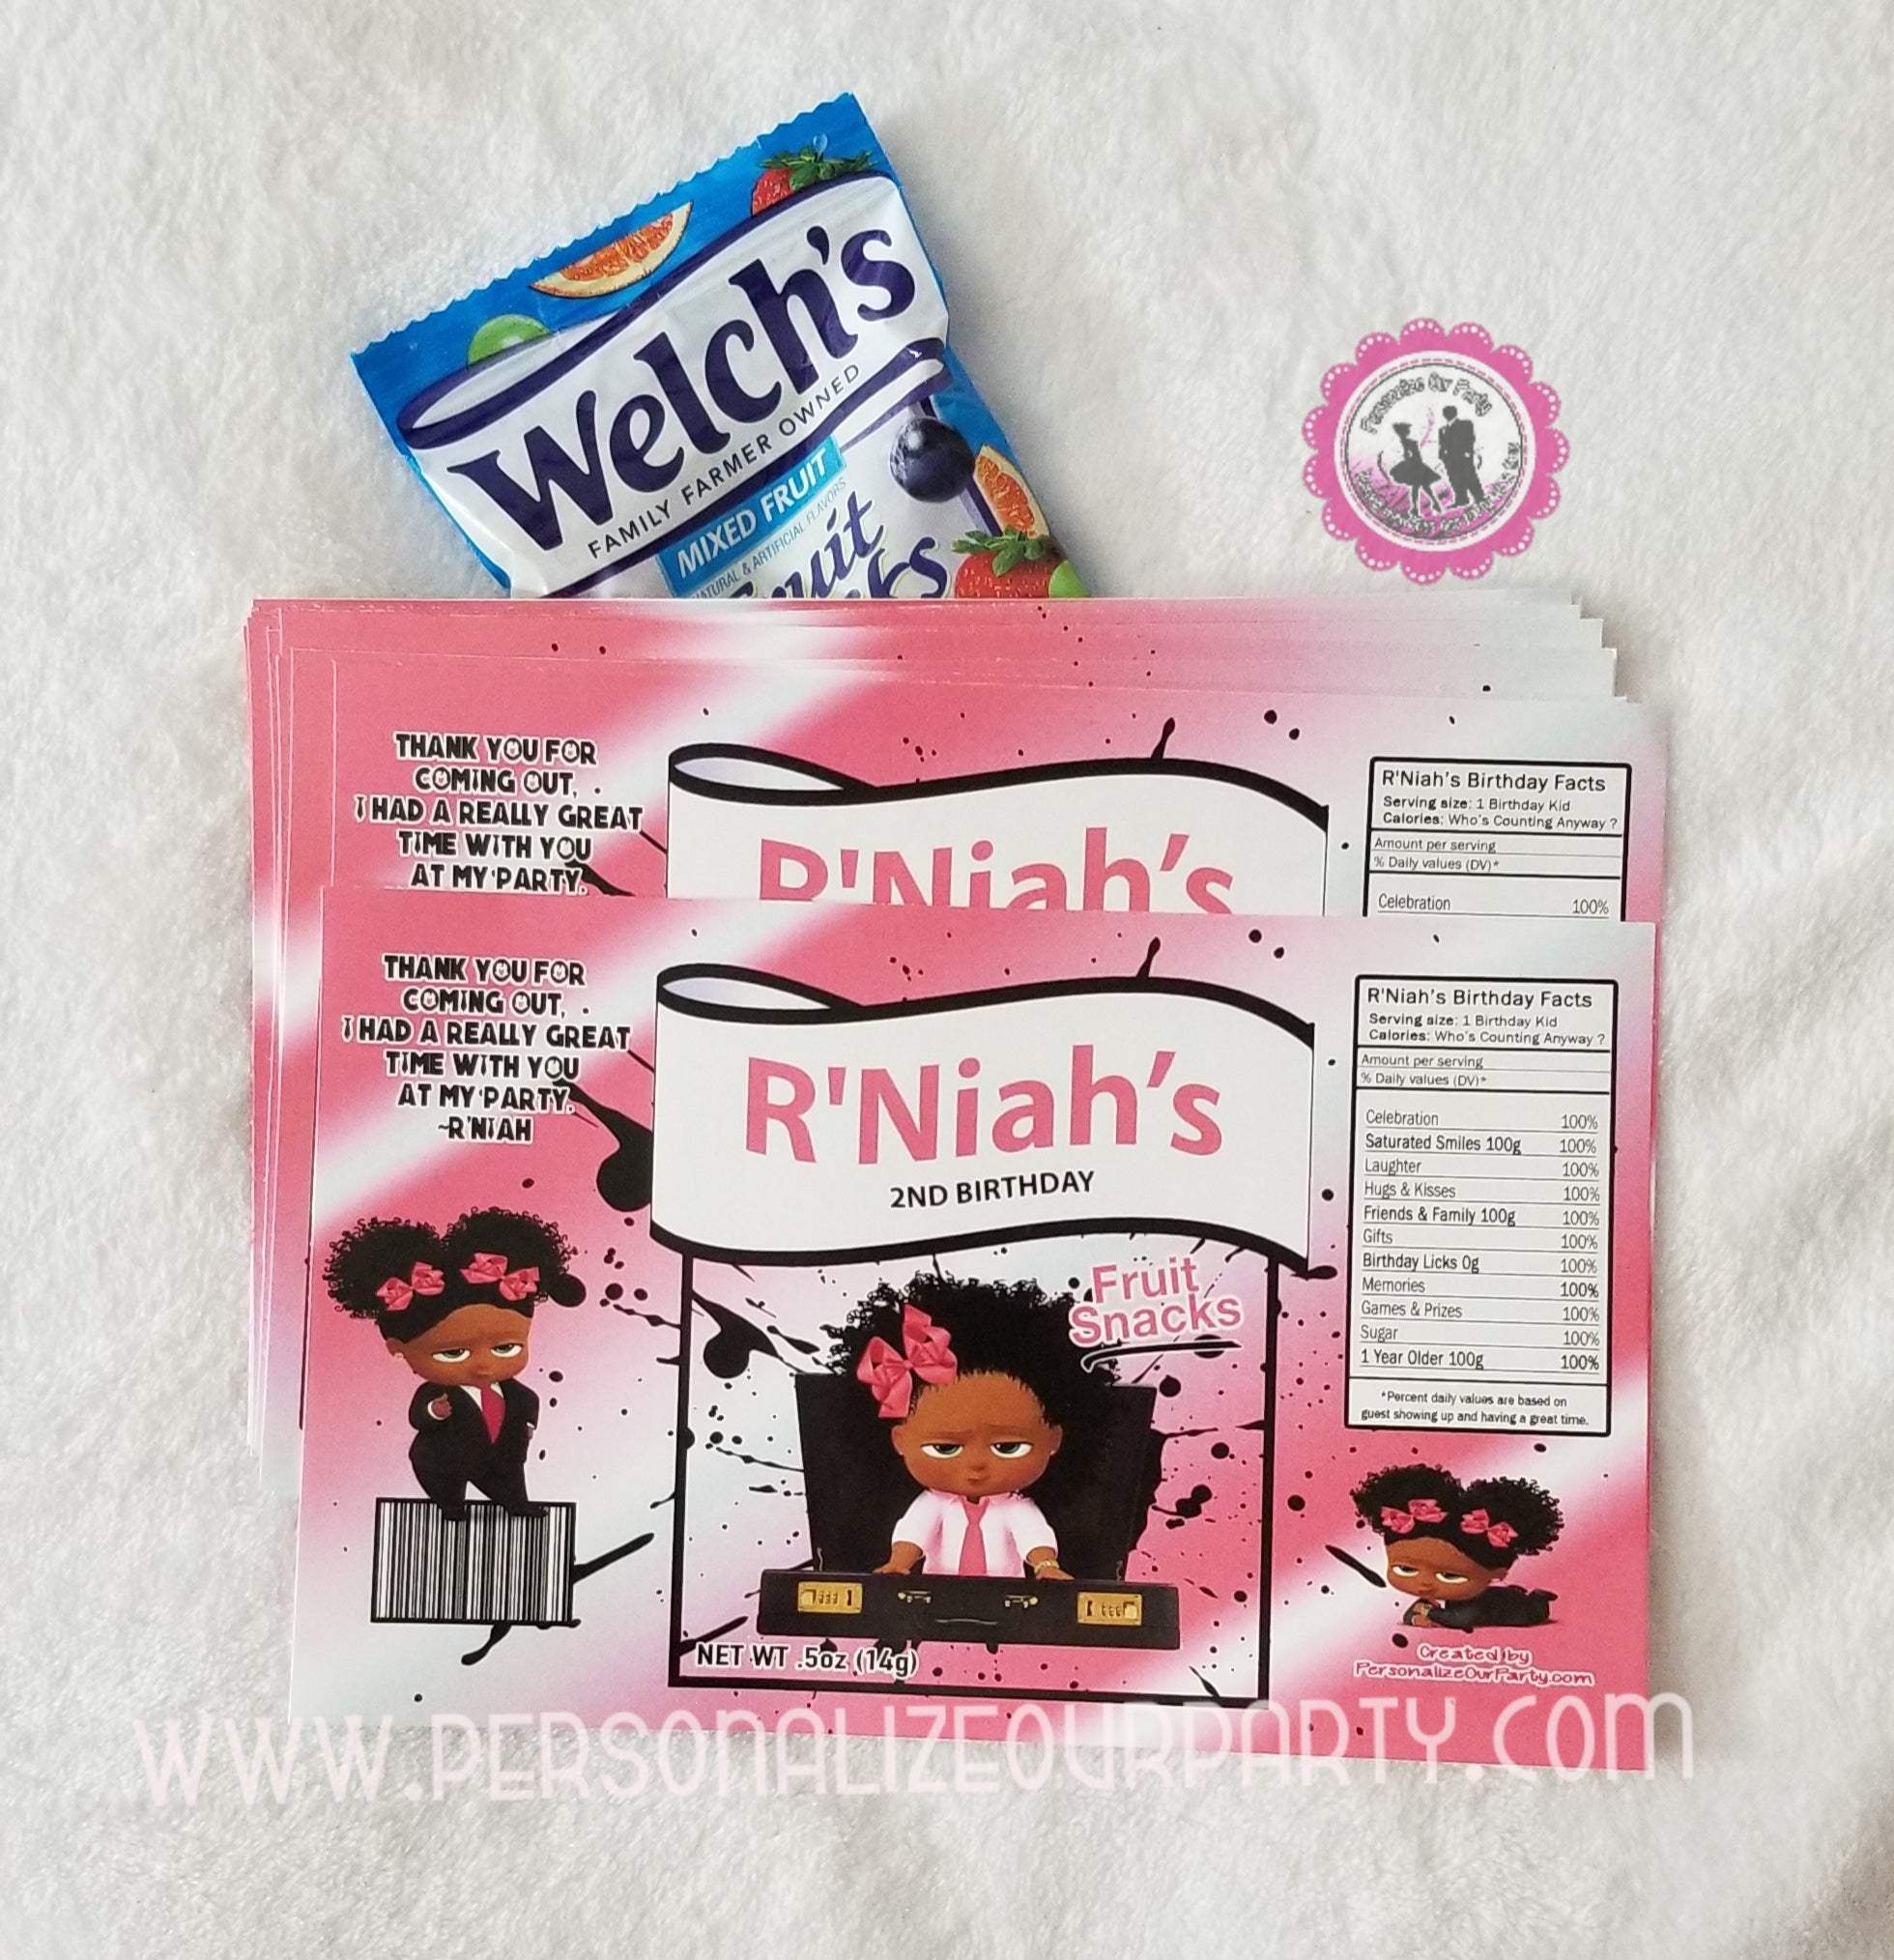 Welch's
FAMILY FARMER OWNED
MIXED FRUIT
NATURAL & ARTIFICIAL FLAVORS
Personalize Our Party
THANK YOU FOR
COMING OUT,
I HAD A REALLY GREAT
TIME WITH YOU
AT MY PARTY.
R'Niah's
R'Niah's Birthday Facts
Serving size: 1 Birthday Kid
Calories: Who's Counting Anyway ?
Amount per serving
% Daily values (DV)*
Celebration 100%
THANK YOU FOR
COMING OUT,
I HAD A REALLY GREAT
TIME WITH YOU
AT MY PARTY.
~R'NIAH
R'Niah's
2ND BIRTHDAY
Fruit
Snacks
NET WT .5oz (14g)
R'Niah's Birthday Facts
Serving size: 1 Birthday Kid
Calories: Who's Counting Anyway ?
Amount per serving
% Daily values (DV)*
Celebration 100%
Saturated Smiles 100g 100%
Laughter 100%
Hugs & Kisses 100%
Friends & Family 100g 100%
Gifts 100%
Birthday Licks 0g 100%
Memories 100%
Games & Prizes 100%
Sugar 100%
1 Year Older 100g 100%
*Percent daily values are based on
guest showing up and having a great time.
Created by
PersonalizeOurParty.com
WWW.PERSONALIZEOURPARTY.COM